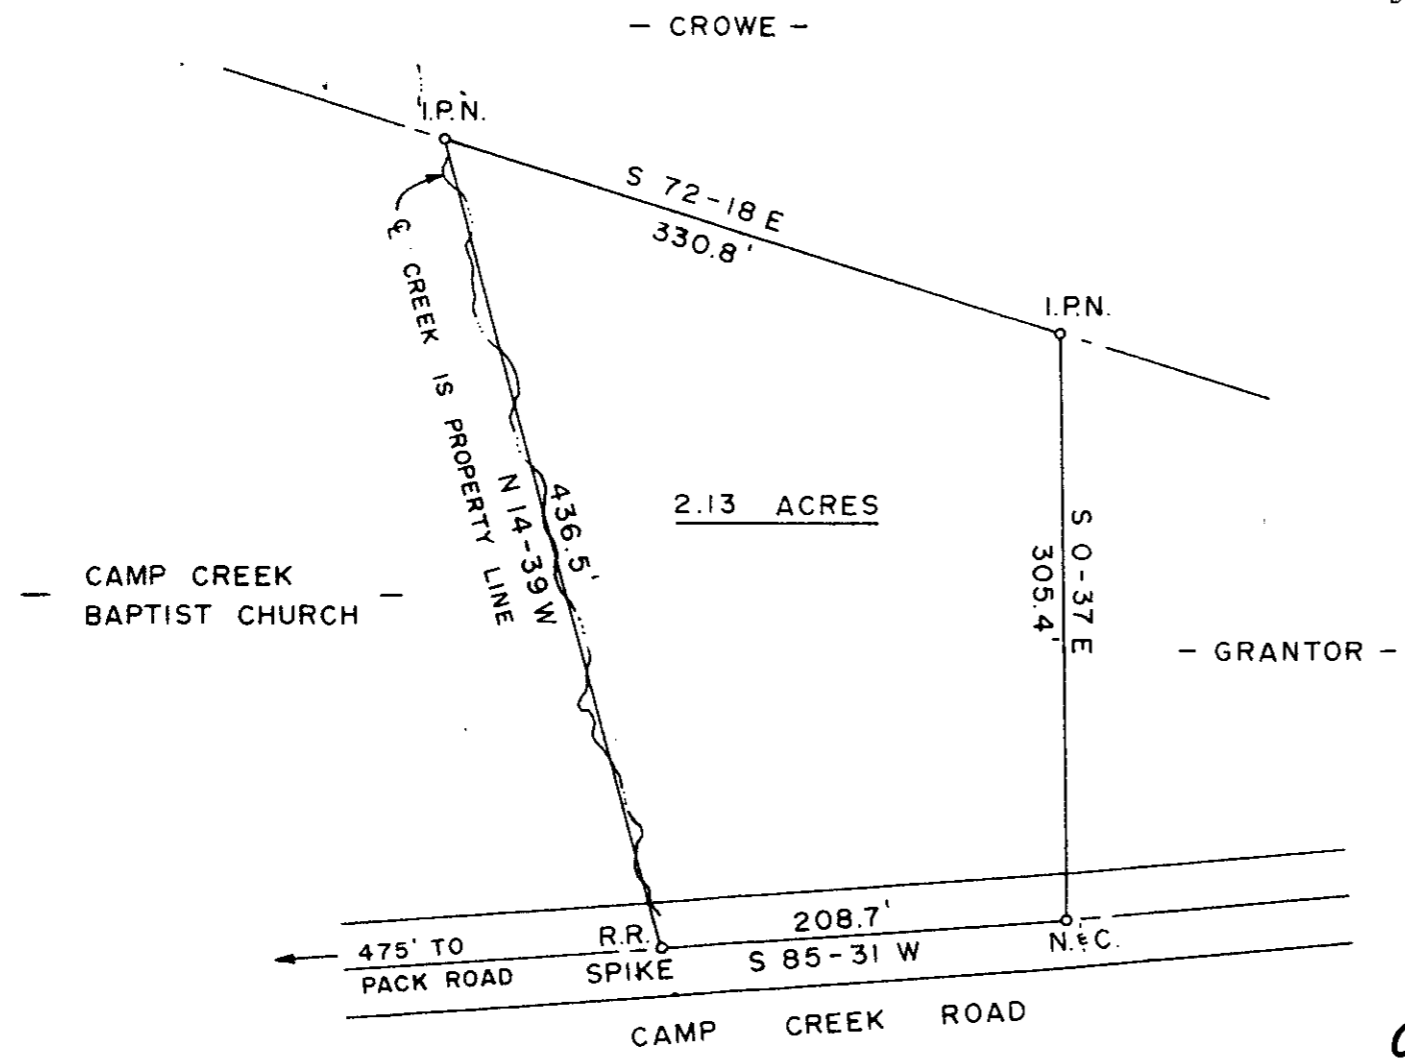 - CROWE -
I.P.N.
S 72-18 E
330.8'
I.P.N.
℄ CREEK IS PROPERTY LINE
N 14-39 W
436.5'
2.13 ACRES
S 0-37 E
305.4'
- CAMP CREEK
BAPTIST CHURCH -
- GRANTOR -
208.7'
S 85-31 W
R.R.
SPIKE
N.&C.
475' TO
PACK ROAD
CAMP CREEK ROAD